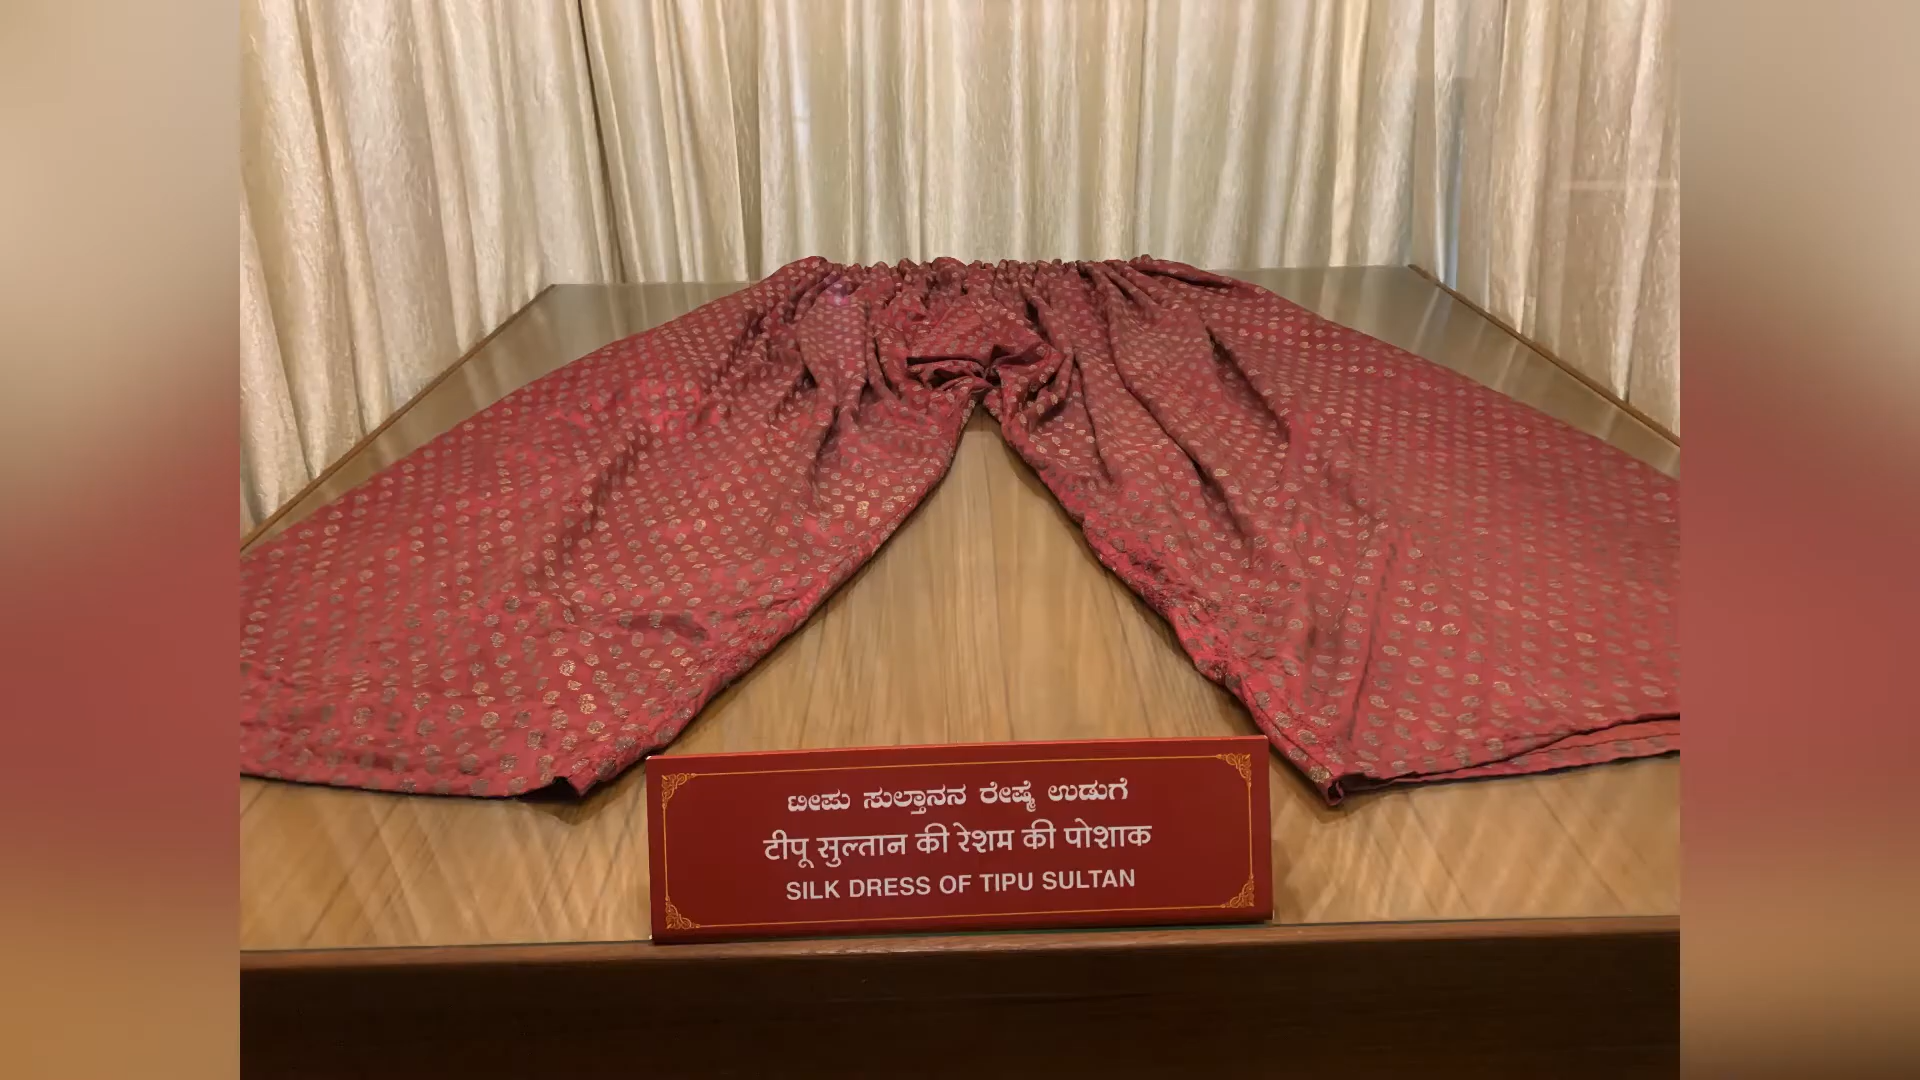 ಟೀಪು ಸುಲ್ತಾನನ ರೇಷ್ಮೆ ಉಡುಗೆ
टीपू सुल्तान की रेशम की पोशाक
SILK DRESS OF TIPU SULTAN